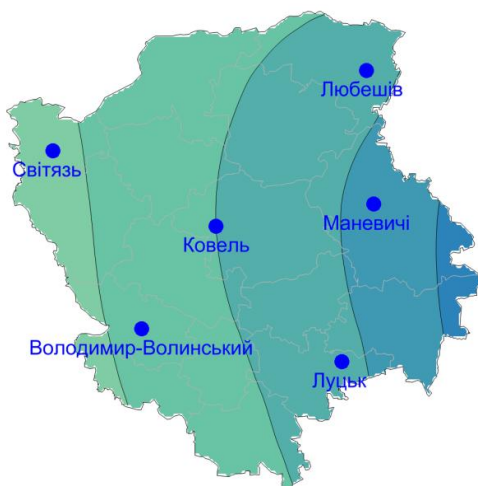 Любешів
Світязь
Маневичі
Ковель
Володимир-Волинський
Луцьк